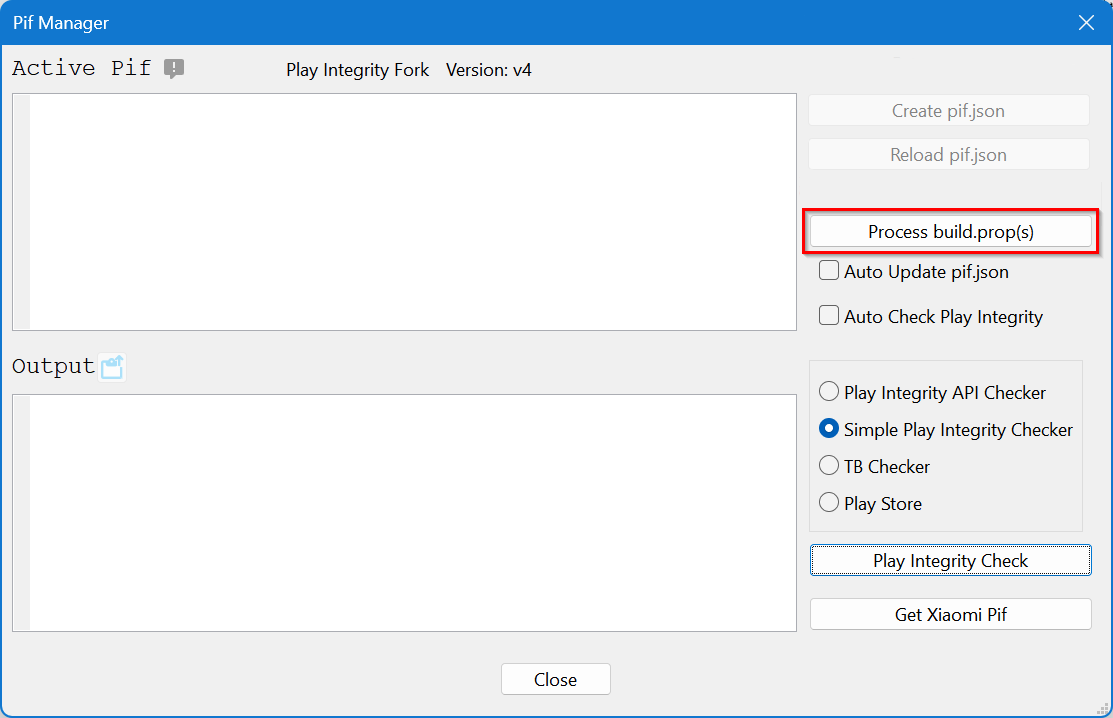 Pif Manager
Active Pif
Play Integrity Fork Version: v4
Create pif.json
Reload pif.json
Process build.prop(s)
Auto Update pif.json
Auto Check Play Integrity
Output
Play Integrity API Checker
Simple Play Integrity Checker
TB Checker
Play Store
Play Integrity Check
Get Xiaomi Pif
Close